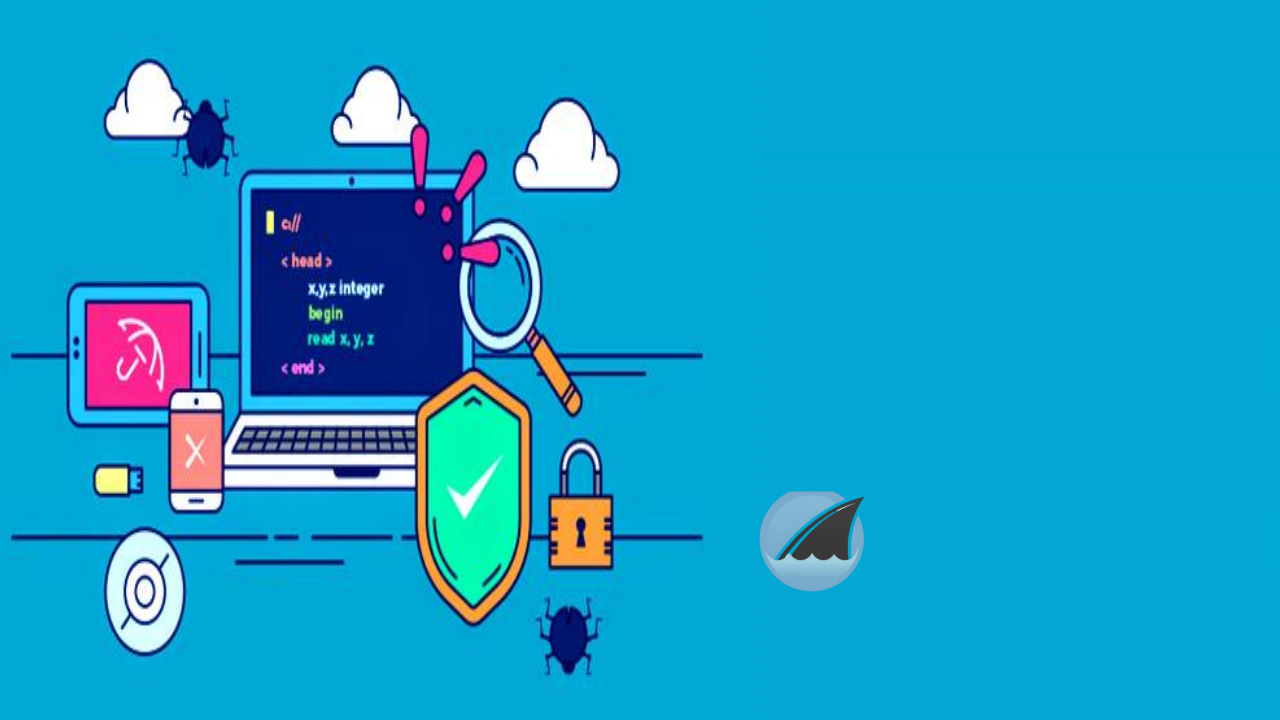 c://
< head >
x,y,z integer
begin
read x, y, z
< end >